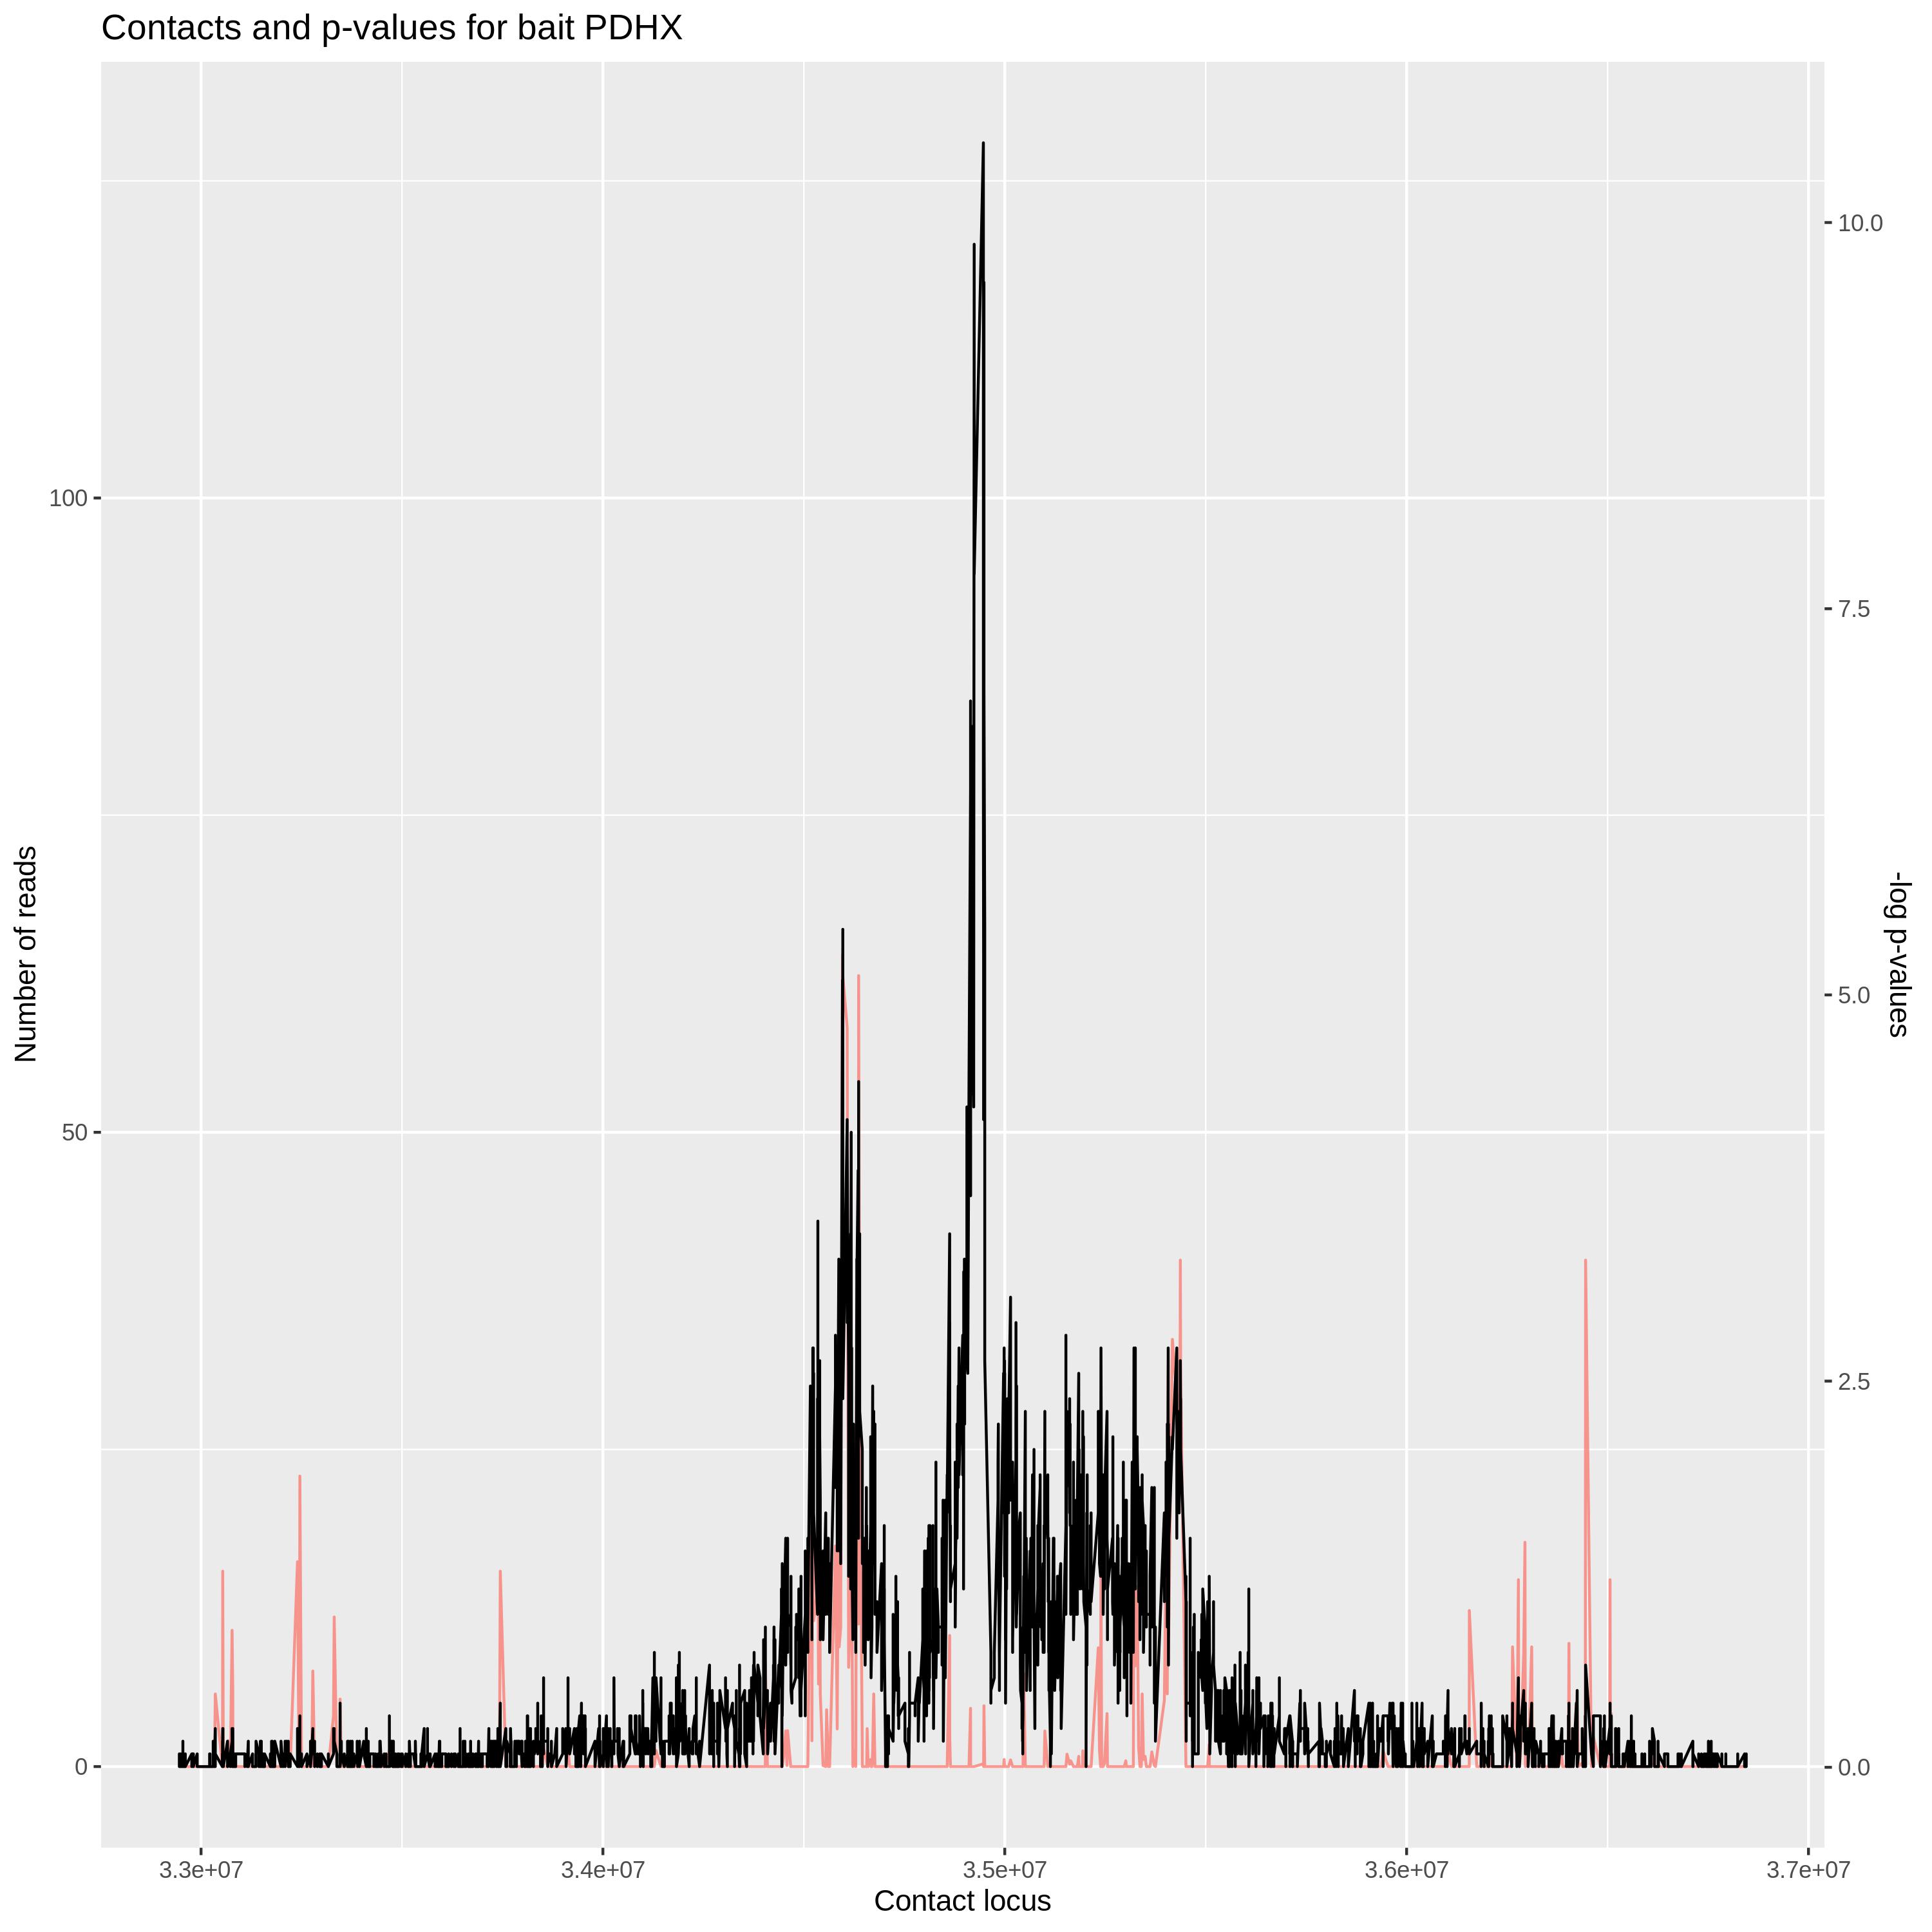 Contacts and p-values for bait PDHX
Number of reads
100
50
0
10.0
7.5
5.0
2.5
0.0
-log p-values
3.3e+07 3.4e+07 3.5e+07 3.6e+07 3.7e+07
Contact locus